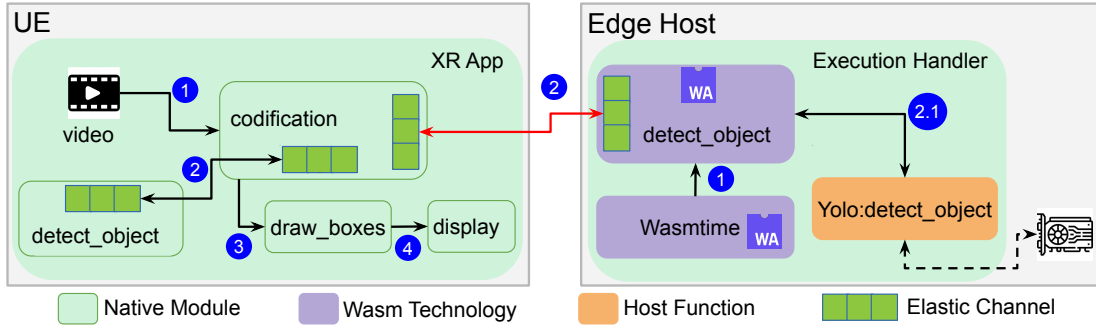 UE
XR App
1
video
codification
2
detect_object
3
draw_boxes
4
display
Edge Host
Execution Handler
2
WA
detect_object
2.1
1
Wasmtime
WA
Yolo:detect_object
Native Module
Wasm Technology
Host Function
Elastic Channel